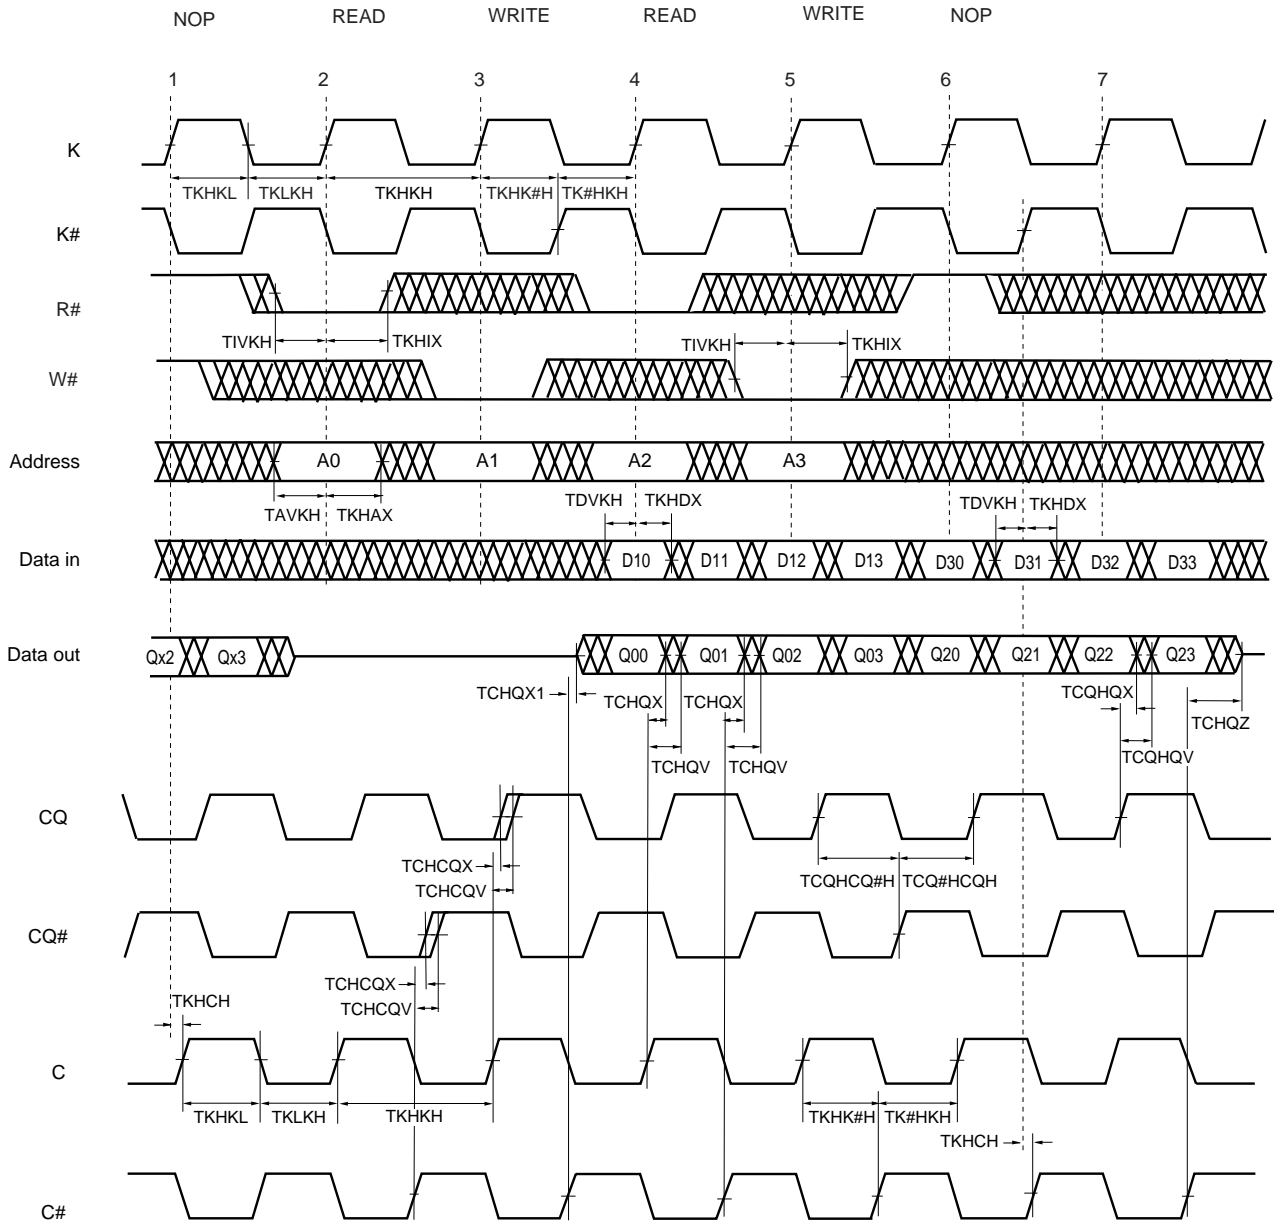 NOP READ WRITE READ WRITE NOP
1 2 3 4 5 6 7
K
TKHKL TKLKH TKHKH TKHK#H TK#HKH
K#
R#
TIVKH TKHIX TIVKH TKHIX
W#
Address A0 A1 A2 A3
TAVKH TKHAX TDVKH TKHDX TDVKH TKHDX
Data in D10 D11 D12 D13 D30 D31 D32 D33
Data out Qx2 Qx3 Q00 Q01 Q02 Q03 Q20 Q21 Q22 Q23
TCHQX1 TCHQX TCHQX TCQHQX TCHQZ
TCHQV TCHQV TCQHQV
CQ
TCHCQX
TCHCQV TCQHCQ#H TCQ#HCQH
CQ#
TCHCQX
TCHCQV
TKHCH
C
TKHKL TKLKH TKHKH TKHK#H TK#HKH
TKHCH
C#